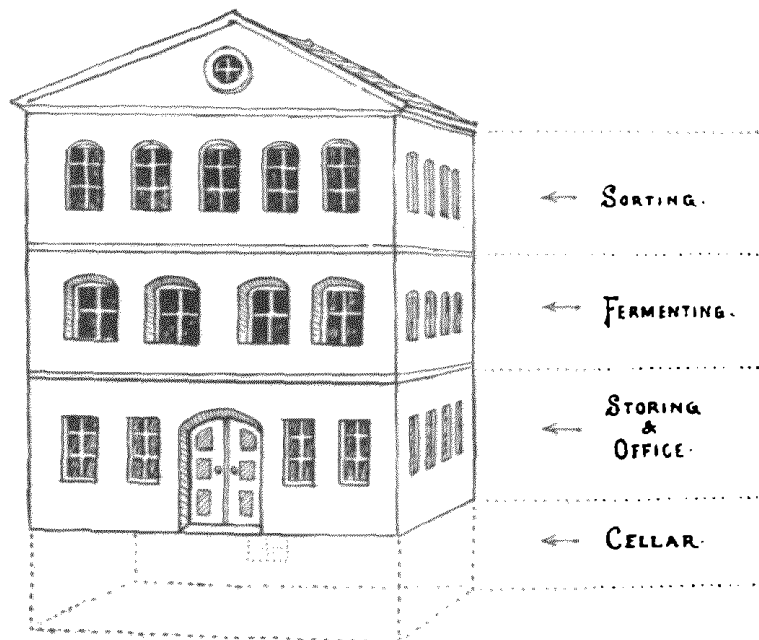 SORTING.
FERMENTING.
STORING
&
OFFICE.
CELLAR.